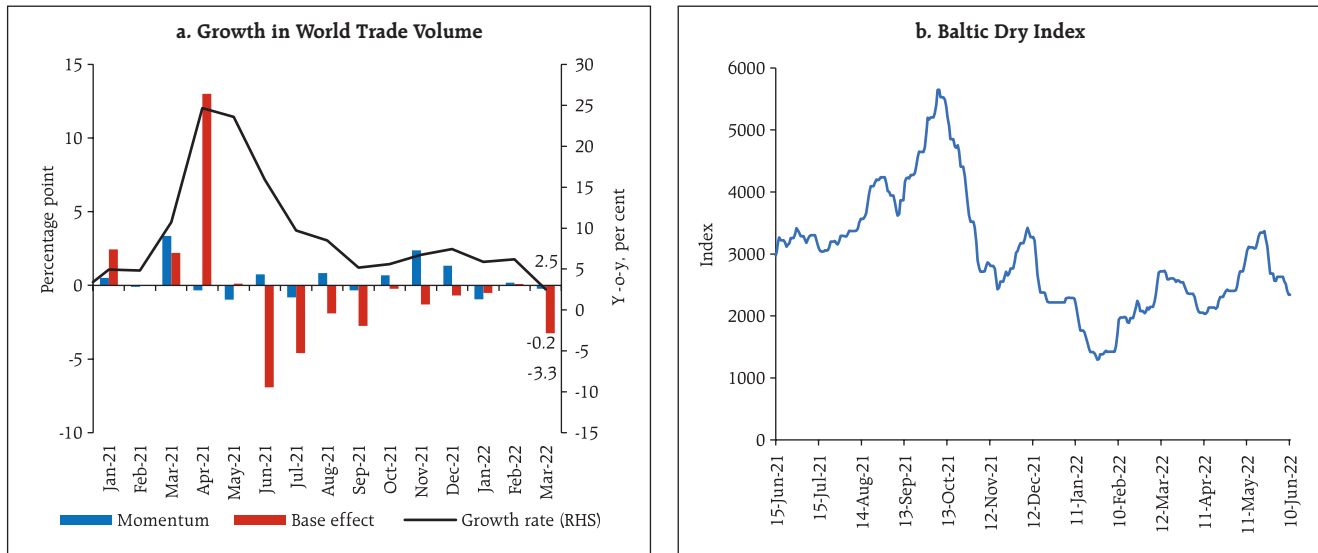 a. Growth in World Trade Volume
15
10
5
0
-5
-10
Percentage point
30
25
20
15
10
5
0
-5
-10
-15
Y-o-y, per cent
2.5
-0.2
-3.3
Jan-21
Feb-21
Mar-21
Apr-21
May-21
Jun-21
Jul-21
Aug-21
Sep-21
Oct-21
Nov-21
Dec-21
Jan-22
Feb-22
Mar-22
Momentum
Base effect
Growth rate (RHS)
b. Baltic Dry Index
6000
5000
4000
3000
2000
1000
0
Index
15-Jun-21
15-Jul-21
14-Aug-21
13-Sep-21
13-Oct-21
12-Nov-21
12-Dec-21
11-Jan-22
10-Feb-22
12-Mar-22
11-Apr-22
11-May-22
10-Jun-22